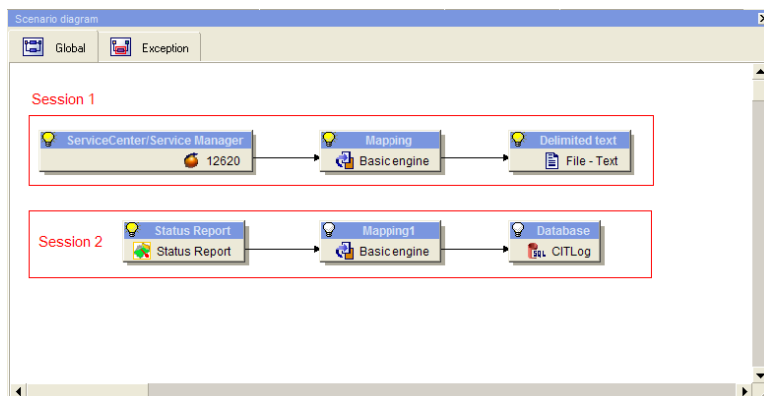 Scenario diagram
Global
Exception
Session 1
ServiceCenter/Service Manager
12620
Mapping
Basic engine
Delimited text
File - Text
Session 2
Status Report
Status Report
Mapping1
Basic engine
Database
SQL
CITLog